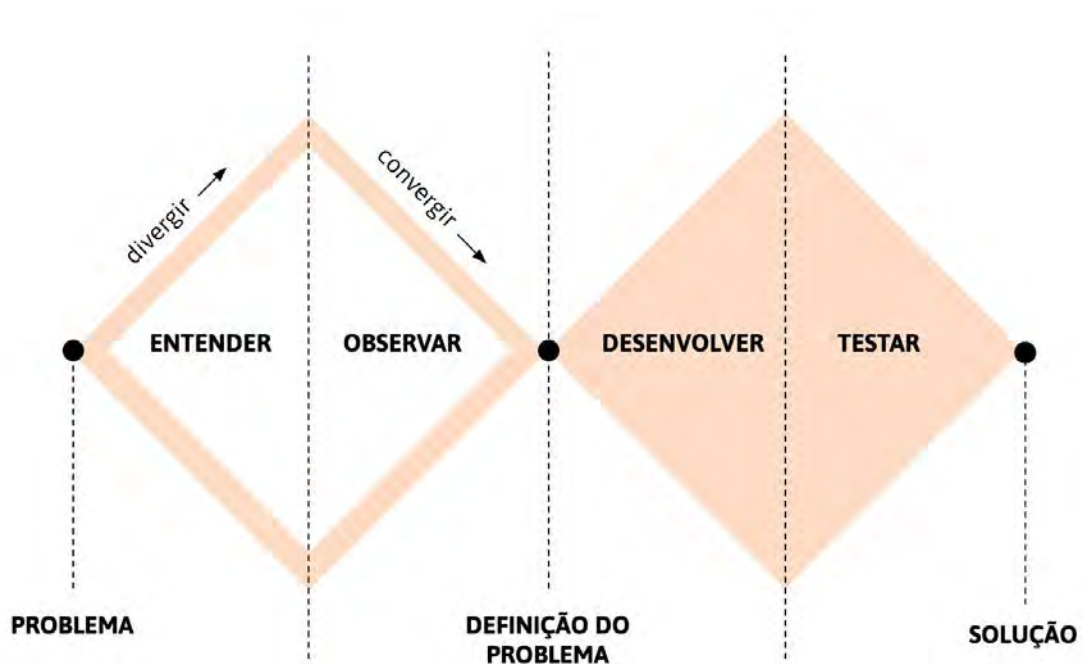 divergir
convergir
ENTENDER
OBSERVAR
DESENVOLVER
TESTAR
PROBLEMA
DEFINIÇÃO DO
PROBLEMA
SOLUÇÃO